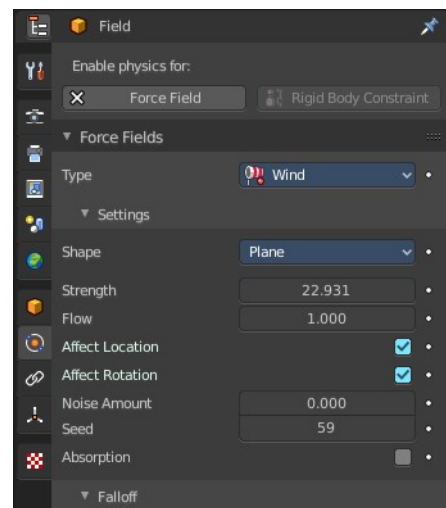 Field
Enable physics for:
Force Field Rigid Body Constraint
Force Fields
Type Wind
Settings
Shape Plane
Strength 22.931
Flow 1.000
Affect Location
Affect Rotation
Noise Amount 0.000
Seed 59
Absorption
Falloff